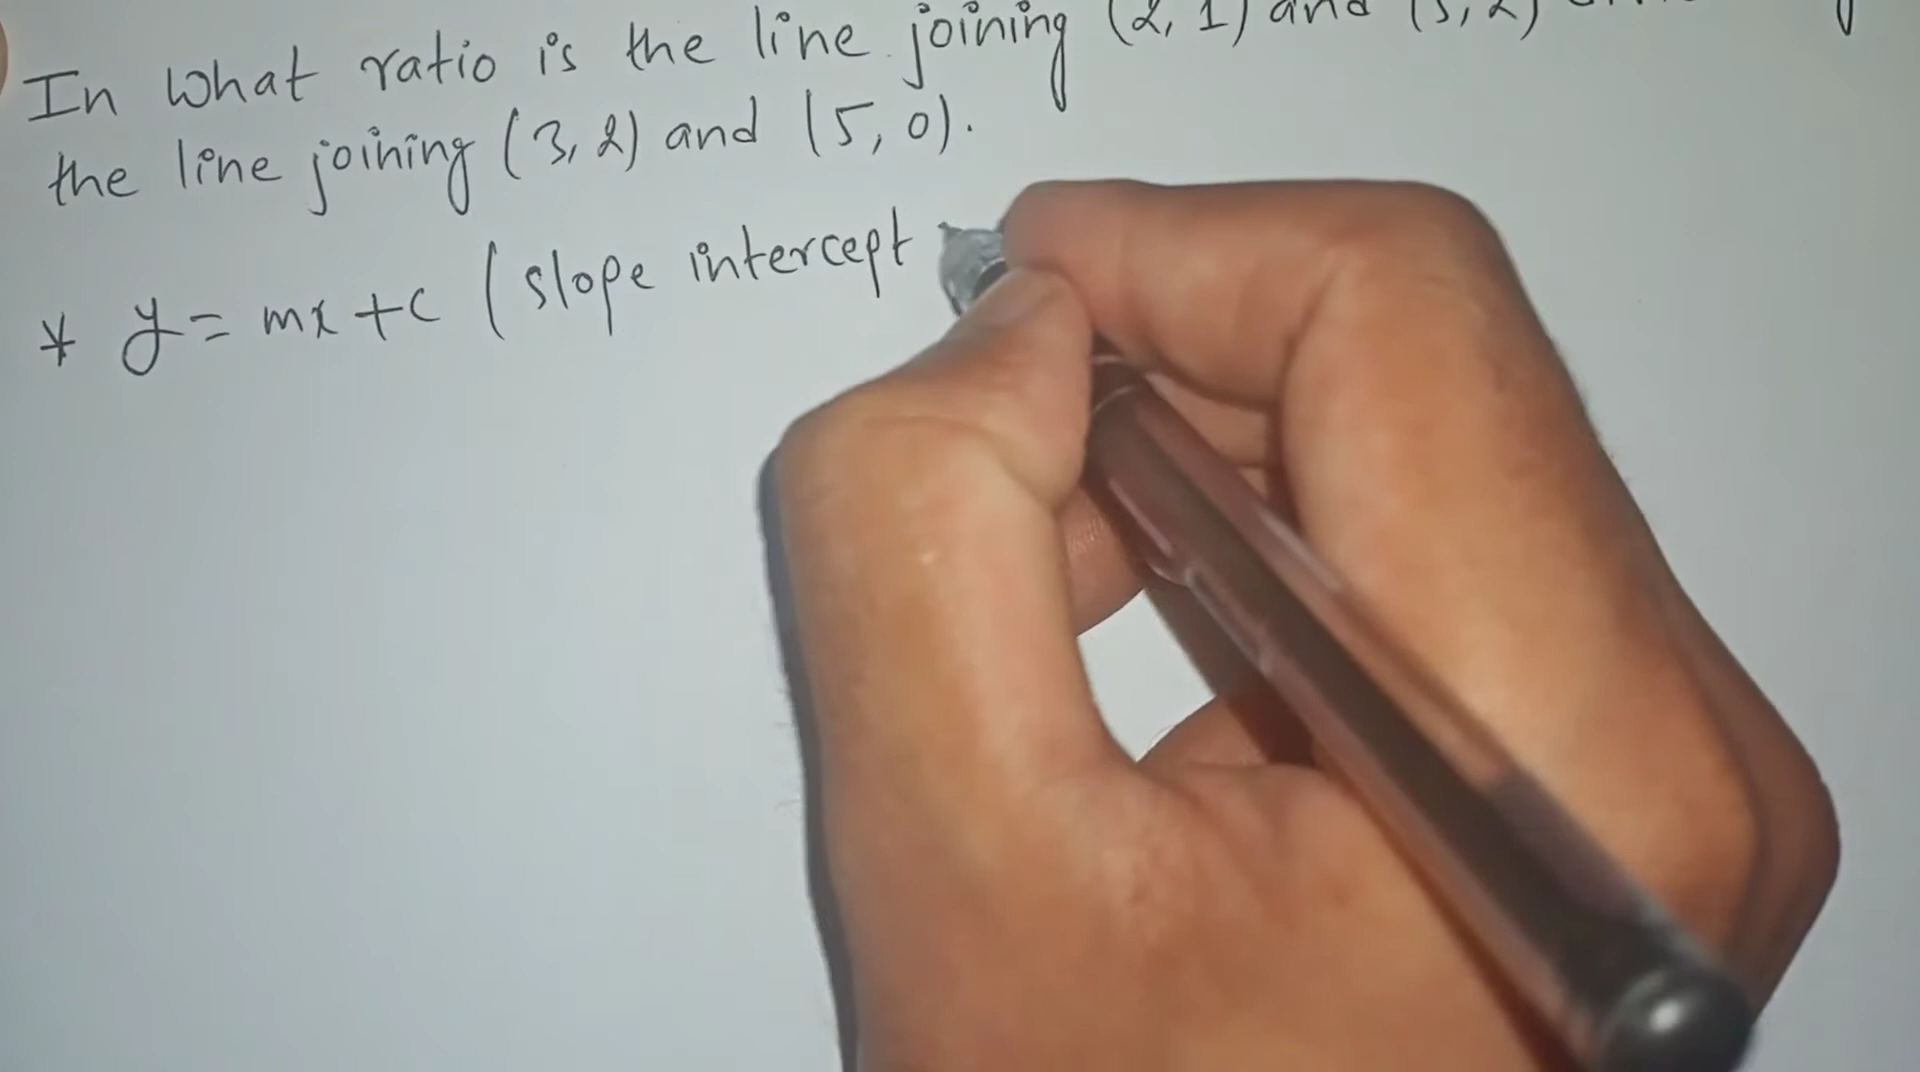 In what ratio is the line joining (2, 1) and
the line joining (3, 2) and (5, 0).
* y = mx + c (slope intercept